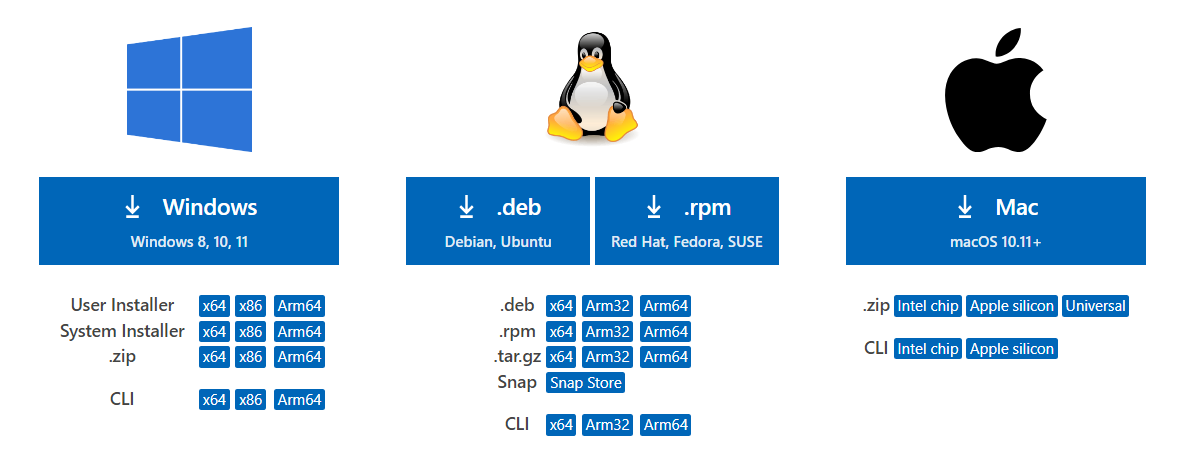 Windows
Windows 8, 10, 11
User Installer x64 x86 Arm64
System Installer x64 x86 Arm64
.zip x64 x86 Arm64
CLI x64 x86 Arm64
.deb
Debian, Ubuntu
.rpm
Red Hat, Fedora, SUSE
.deb x64 Arm32 Arm64
.rpm x64 Arm32 Arm64
.tar.gz x64 Arm32 Arm64
Snap Snap Store
CLI x64 Arm32 Arm64
Mac
macOS 10.11+
.zip Intel chip Apple silicon Universal
CLI Intel chip Apple silicon